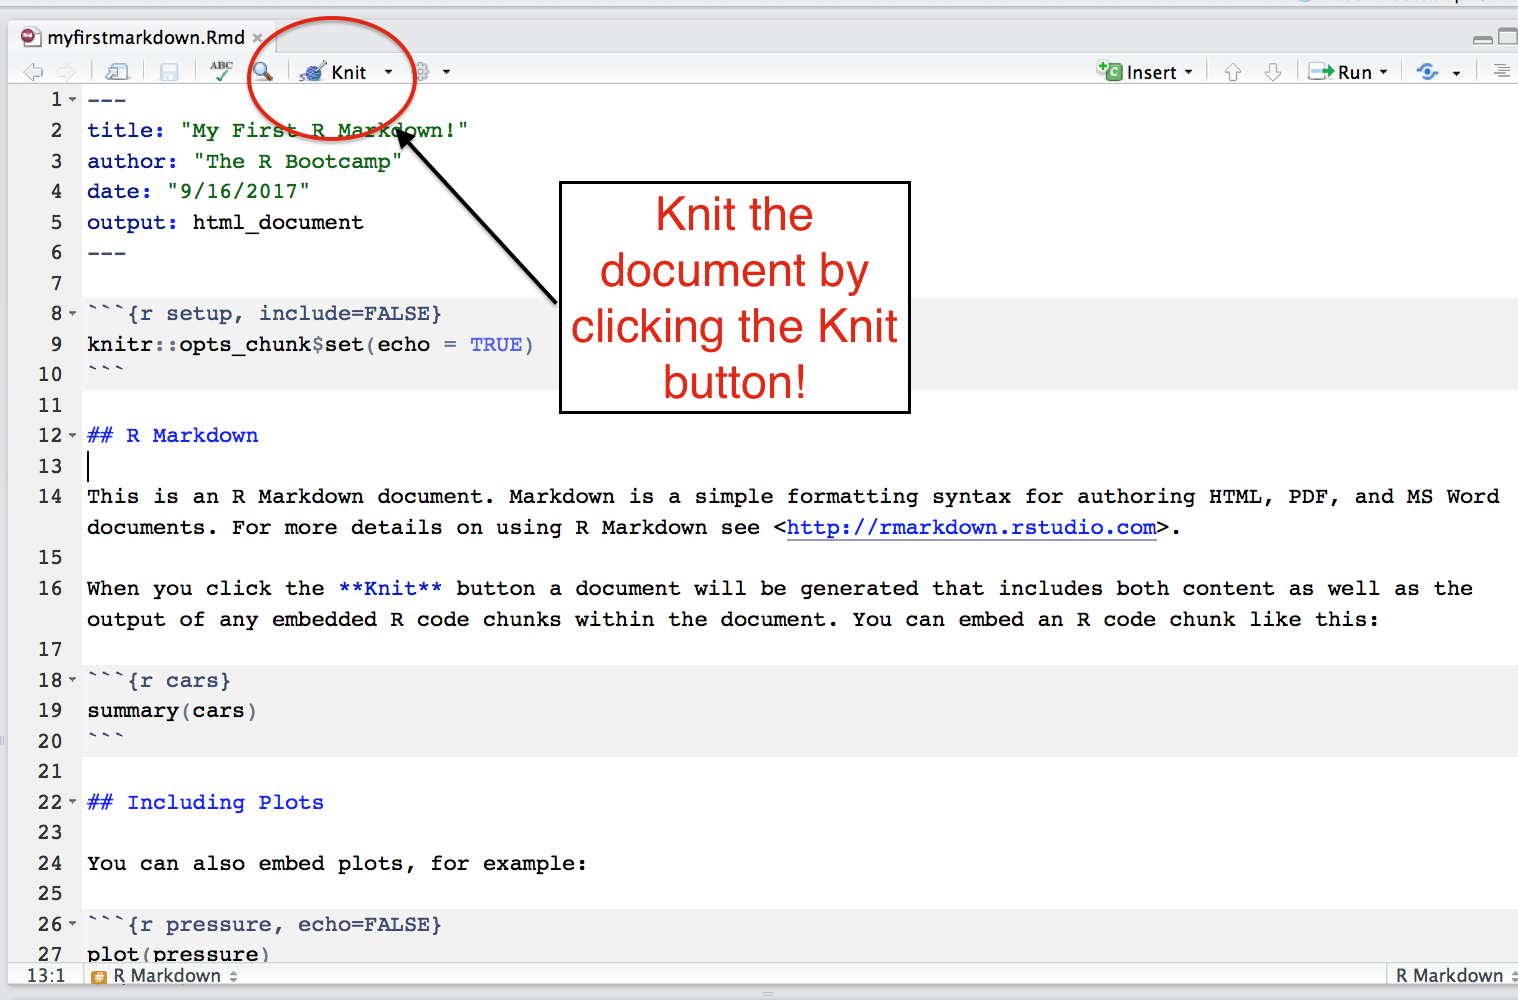 myfirstmarkdown.Rmd
ABC
Knit
Insert
Run
1 ---
2 title: "My First R Markdown!"
3 author: "The R Bootcamp"
4 date: "9/16/2017"
5 output: html_document
6 ---
7
8 ```{r setup, include=FALSE}
9 knitr::opts_chunk$set(echo = TRUE)
10 ```
Knit the
document by
clicking the Knit
button!
11
12 ## R Markdown
13
14 This is an R Markdown document. Markdown is a simple formatting syntax for authoring HTML, PDF, and MS Word
documents. For more details on using R Markdown see <http://rmarkdown.rstudio.com>.
15
16 When you click the **Knit** button a document will be generated that includes both content as well as the
output of any embedded R code chunks within the document. You can embed an R code chunk like this:
17
18 ```{r cars}
19 summary(cars)
20 ```
21
22 ## Including Plots
23
24 You can also embed plots, for example:
25
26 ```{r pressure, echo=FALSE}
27 plot(pressure)
13:1
# R Markdown
R Markdown